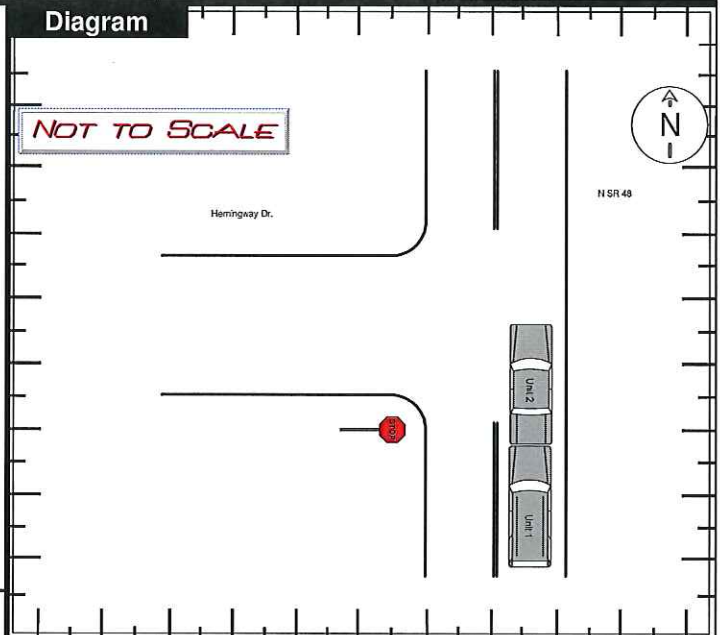 Diagram
NOT TO SCALE
N
N SR 48
Hemingway Dr.
Unit 2
STOP
Unit 1